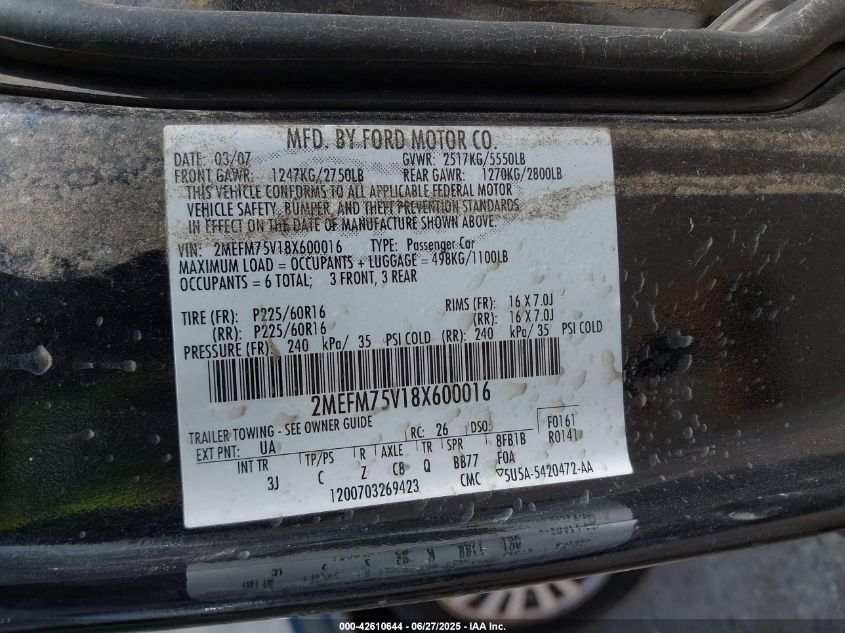 MFD. BY FORD MOTOR CO.
DATE: 03/07 GVWR: 2517KG/5550LB
FRONT GAWR: 1247KG/2750LB REAR GAWR: 1270KG/2800LB
THIS VEHICLE CONFORMS TO ALL APPLICABLE FEDERAL MOTOR
VEHICLE SAFETY, BUMPER, AND THEFT PREVENTION STANDARDS
IN EFFECT ON THE DATE OF MANUFACTURE SHOWN ABOVE.
VIN: 2MEFM75V18X600016 TYPE: Passenger Car
MAXIMUM LOAD = OCCUPANTS + LUGGAGE = 498KG/1100LB
OCCUPANTS = 6 TOTAL; 3 FRONT, 3 REAR
TIRE (FR): P225/60R16 RIMS (FR): 16 X 7.0J
(RR): P225/60R16 (RR): 16 X 7.0J
PRESSURE (FR): 240 kPa/ 35 PSI COLD (RR): 240 kPa/ 35 PSI COLD
2MEFM75V18X600016
TRAILER TOWING - SEE OWNER GUIDE RC: 26 DSO: F0161
EXT PNT: UA R0141
INT TR TP/PS R AXLE TR SPR 8FB1B
3J C Z C8 Q BB77 FOA
1200703269423 CMC ▽5U5A-5420472-AA
000-42610644 - 06/27/2025 - IAA, Inc.